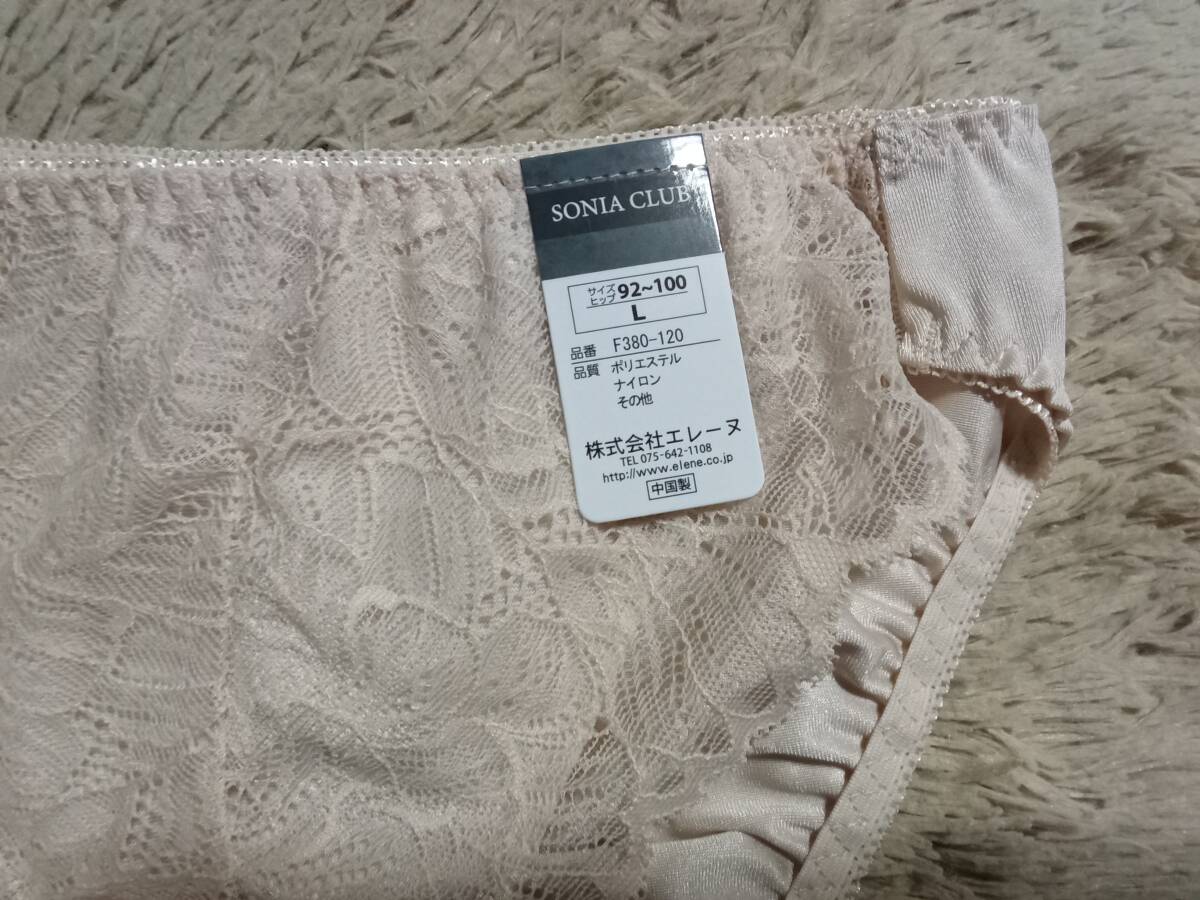 SONIA CLUB
サイズ
ヒップ 92~100
L
品番 F380-120
品質 ポリエステル
ナイロン
その他
株式会社エレーヌ
TEL 075-642-1108
http://www.elene.co.jp
中国製